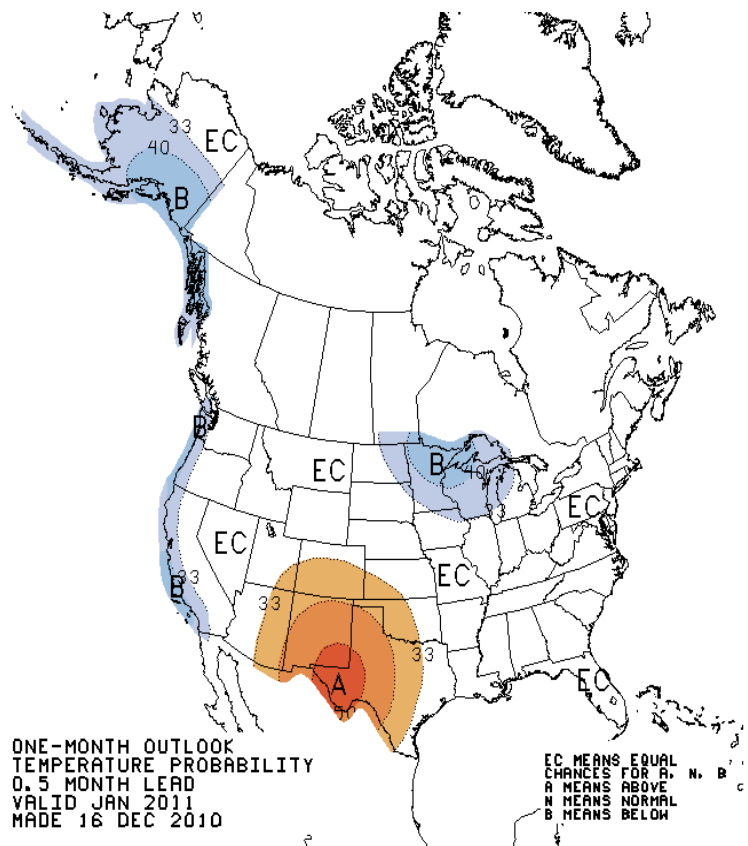 33
EC
40
B
B
EC
B
40
33
EC
EC
B
33
33
EC
33
A
EC
ONE-MONTH OUTLOOK
TEMPERATURE PROBABILITY
0.5 MONTH LEAD
VALID JAN 2011
MADE 16 DEC 2010
EC MEANS EQUAL
CHANCES FOR A, N, B
A MEANS ABOVE
N MEANS NORMAL
B MEANS BELOW